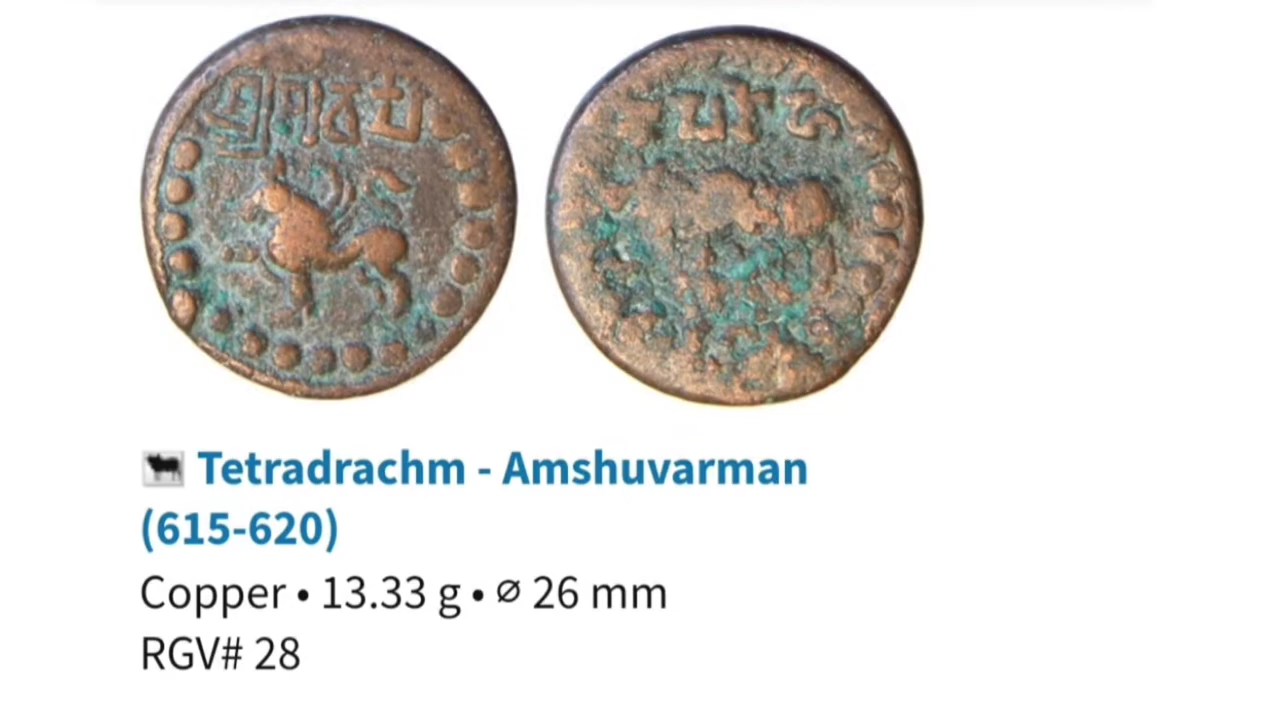 Tetradrachm - Amshuvarman
(615-620)
Copper • 13.33 g • ⌀ 26 mm
RGV# 28